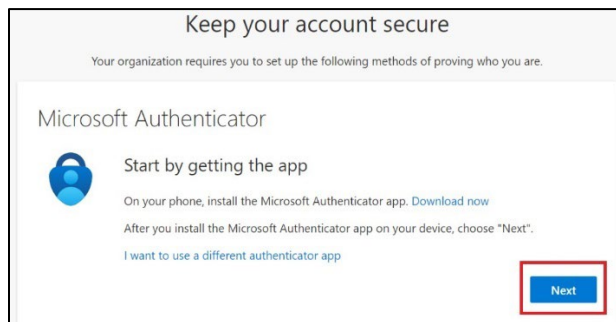 Keep your account secure
Your organization requires you to set up the following methods of proving who you are.
Microsoft Authenticator
Start by getting the app
On your phone, install the Microsoft Authenticator app. Download now
After you install the Microsoft Authenticator app on your device, choose "Next".
I want to use a different authenticator app
Next